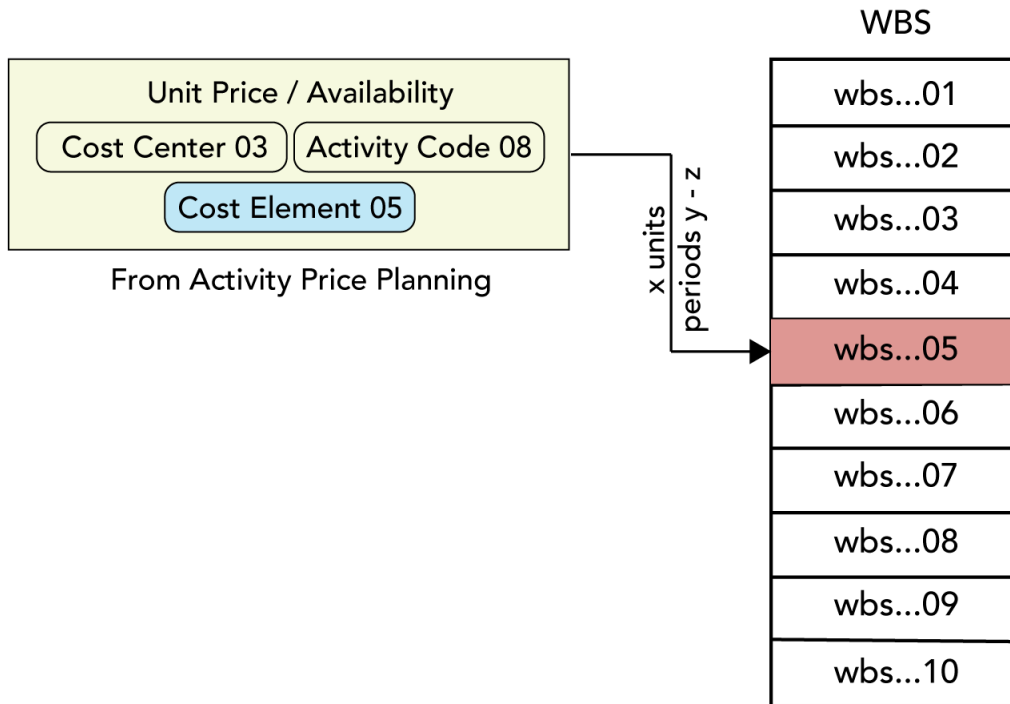 WBS
Unit Price / Availability
Cost Center 03
Activity Code 08
Cost Element 05
From Activity Price Planning
x units
periods y - z
wbs...01
wbs...02
wbs...03
wbs...04
wbs...05
wbs...06
wbs...07
wbs...08
wbs...09
wbs...10